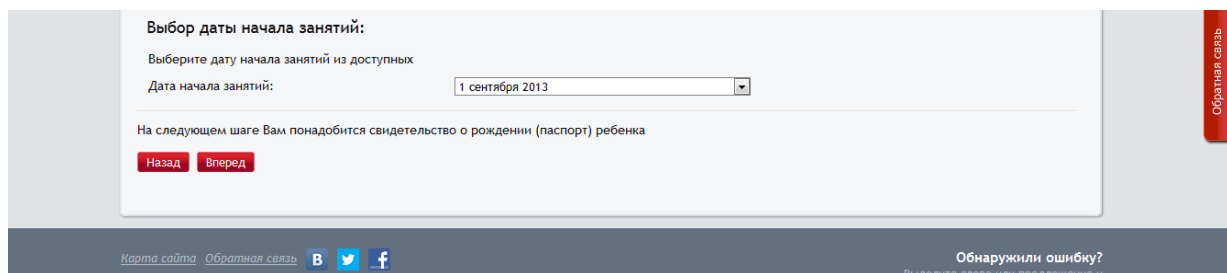 Выбор даты начала занятий:
Выберите дату начала занятий из доступных
Дата начала занятий: 1 сентября 2013
На следующем шаге Вам понадобится свидетельство о рождении (паспорт) ребенка
Назад Вперед
Обратная связь
Карта сайта Обратная связь
Обнаружили ошибку?